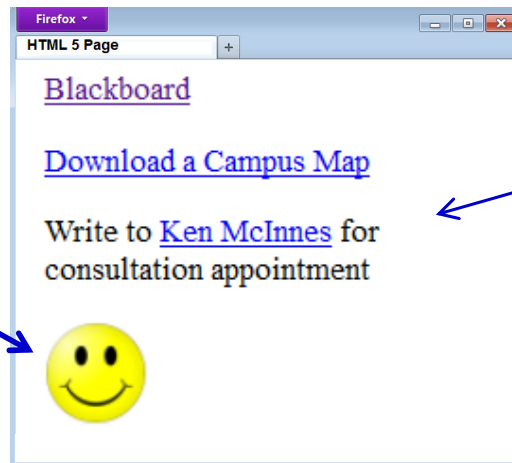 Firefox
HTML 5 Page
+
Blackboard
Download a Campus Map
Write to Ken McInnes for
consultation appointment